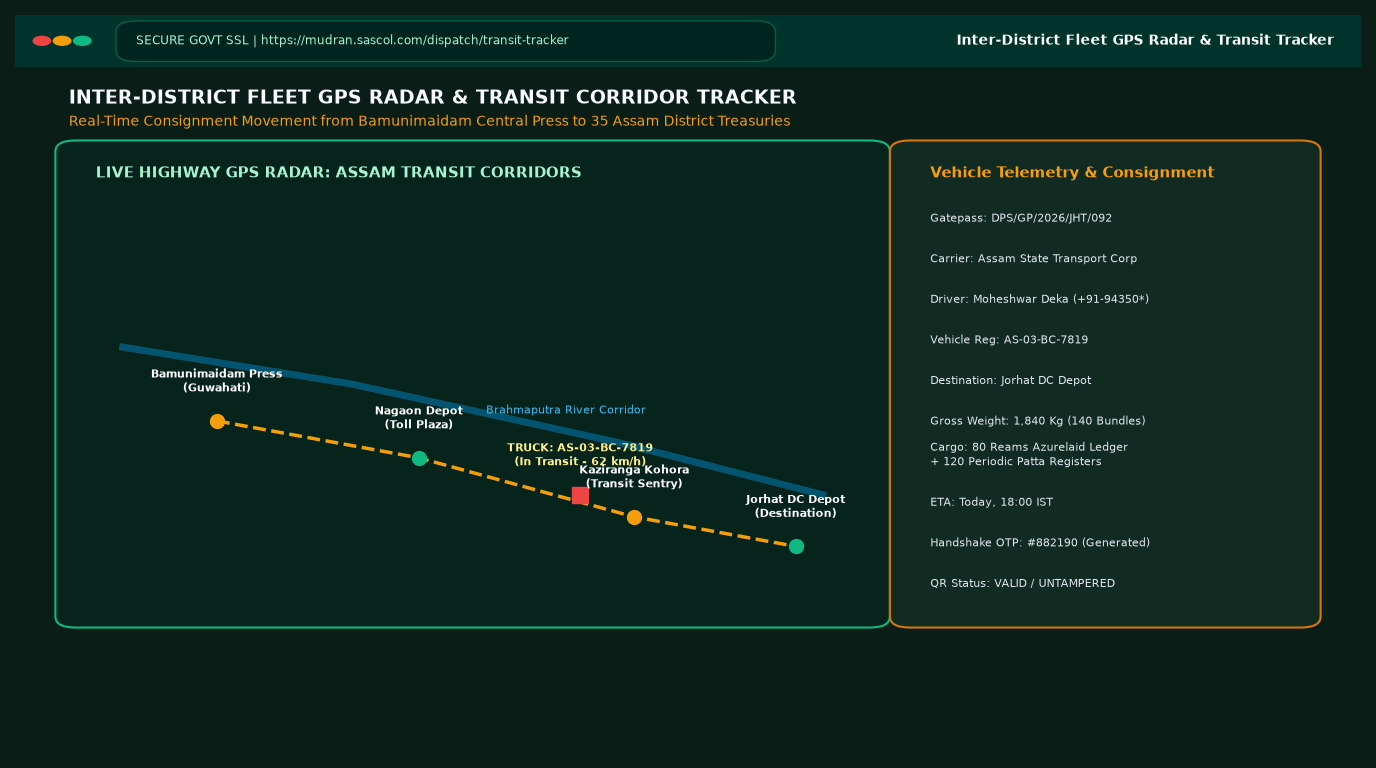 SECURE GOVT SSL | https://mudran.sascol.com/dispatch/transit-tracker
Inter-District Fleet GPS Radar & Transit Tracker
INTER-DISTRICT FLEET GPS RADAR & TRANSIT CORRIDOR TRACKER
Real-Time Consignment Movement from Bamunimaidam Central Press to 35 Assam District Treasuries
LIVE HIGHWAY GPS RADAR: ASSAM TRANSIT CORRIDORS
Bamunimaidam Press
(Guwahati)
Nagaon Depot
(Toll Plaza)
Brahmaputra River Corridor
TRUCK: AS-03-BC-7819
(In Transit - 62 km/h)
Kaziranga Kohora
(Transit Sentry)
Jorhat DC Depot
(Destination)
Vehicle Telemetry & Consignment
Gatepass: DPS/GP/2026/JHT/092
Carrier: Assam State Transport Corp
Driver: Moheshwar Deka (+91-94350*)
Vehicle Reg: AS-03-BC-7819
Destination: Jorhat DC Depot
Gross Weight: 1,840 Kg (140 Bundles)
Cargo: 80 Reams Azurelaid Ledger
+ 120 Periodic Patta Registers
ETA: Today, 18:00 IST
Handshake OTP: #882190 (Generated)
QR Status: VALID / UNTAMPERED